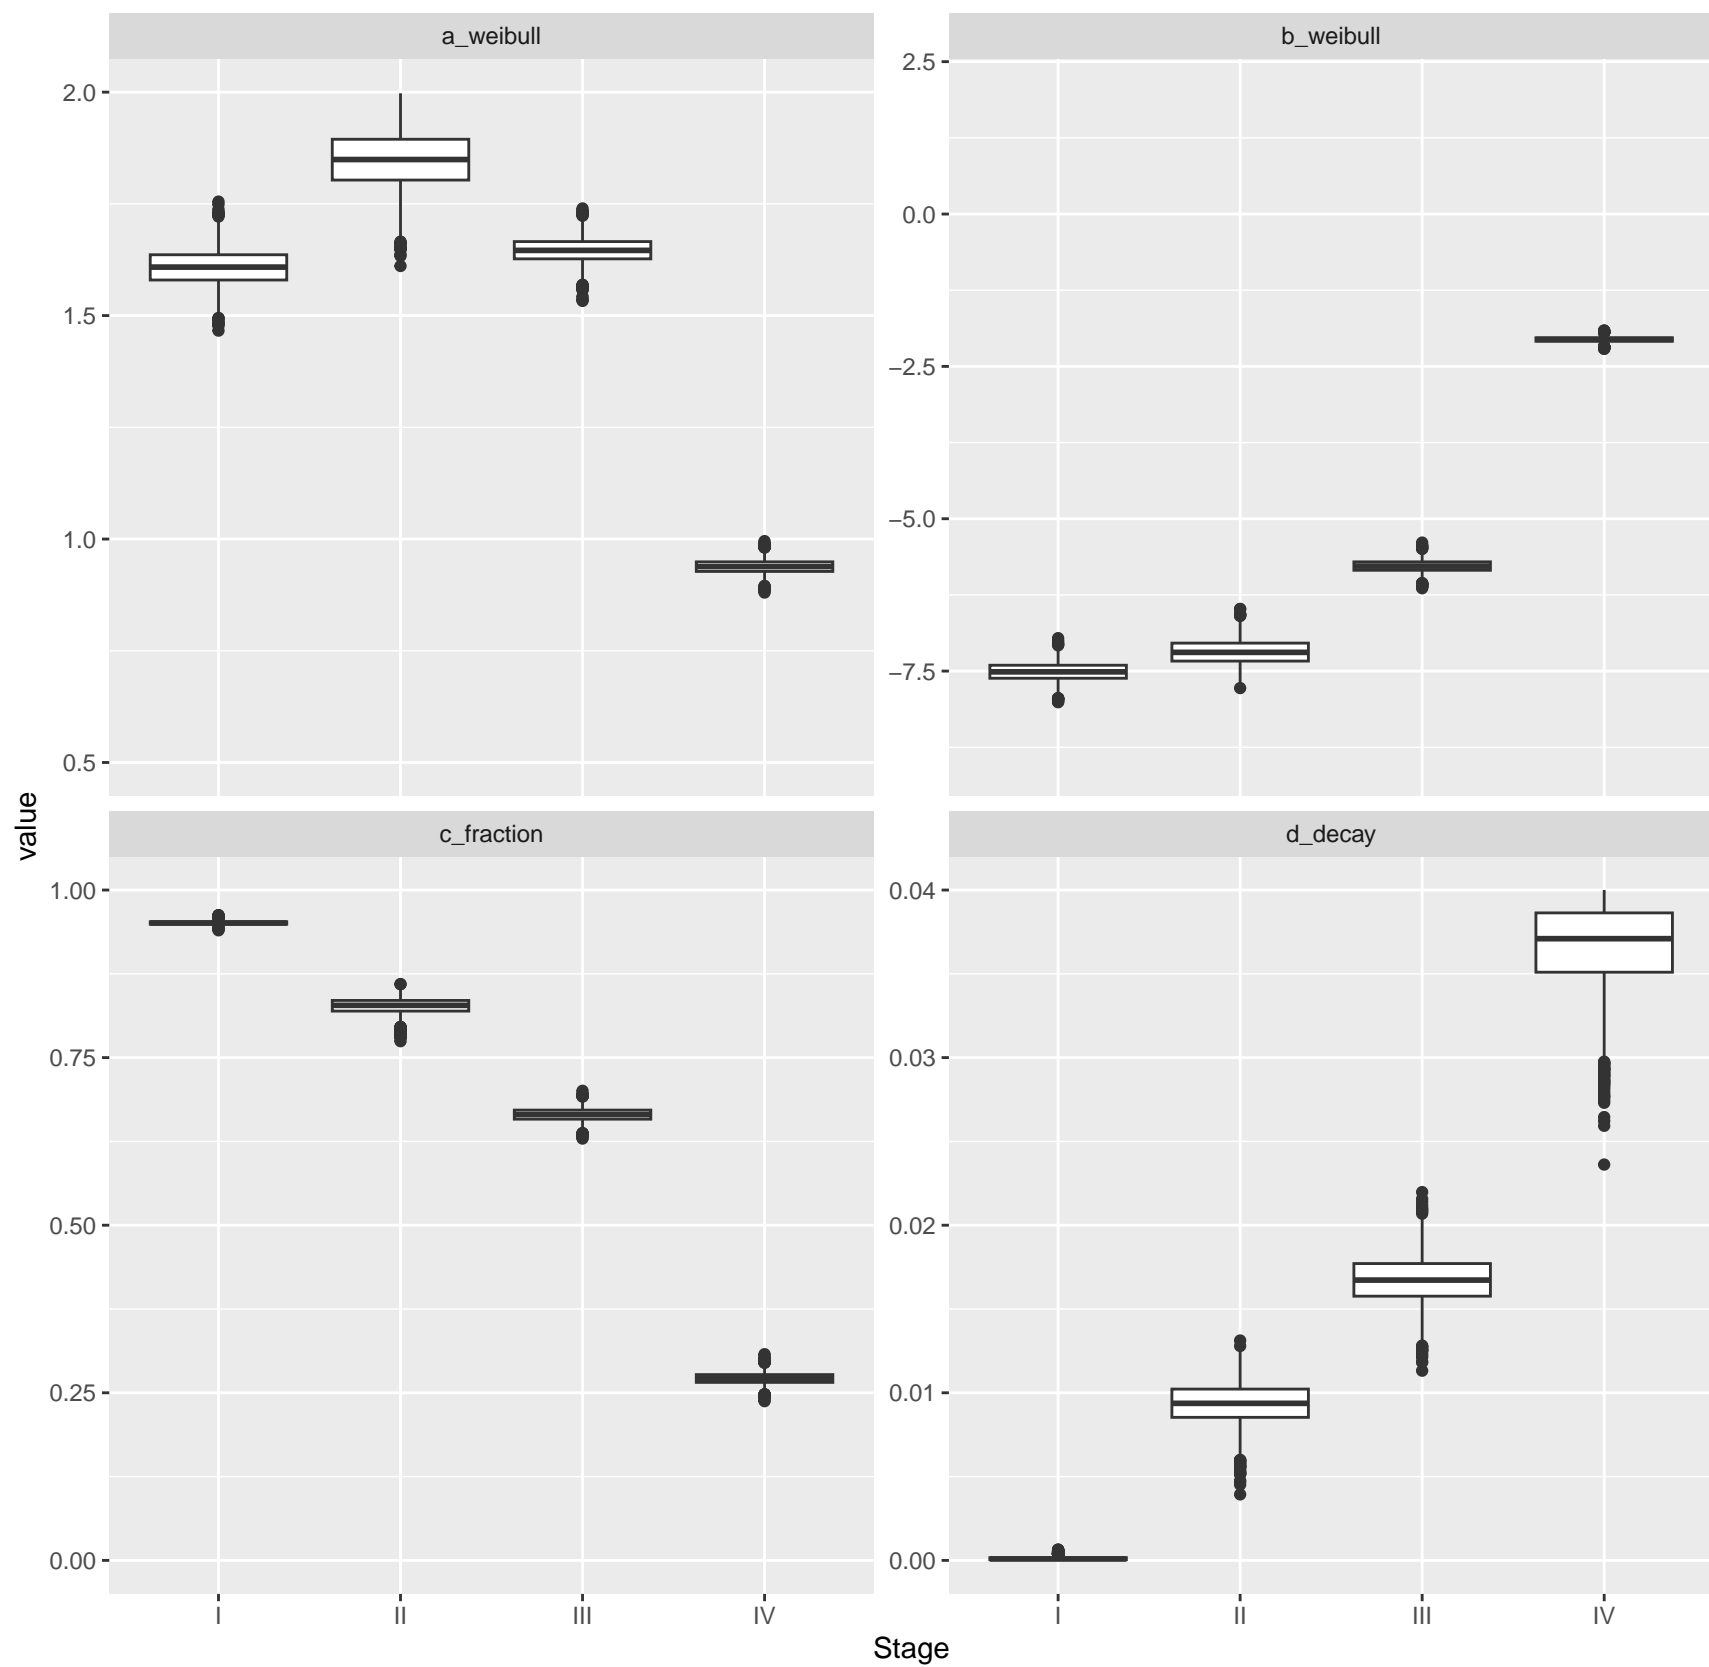 a_weibull
b_weibull
2.0
1.5
1.0
0.5
2.5
0.0
−2.5
−5.0
−7.5
value
c_fraction
d_decay
1.00
0.75
0.50
0.25
0.00
0.04
0.03
0.02
0.01
0.00
I II III IV
I II III IV
Stage